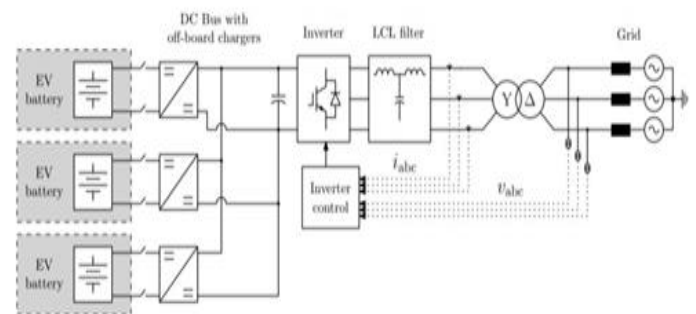 DC Bus with
off-board chargers
Inverter
LCL filter
Grid
EV
battery
Y Δ
EV
battery
i_abc
Inverter
control
v_abc
EV
battery